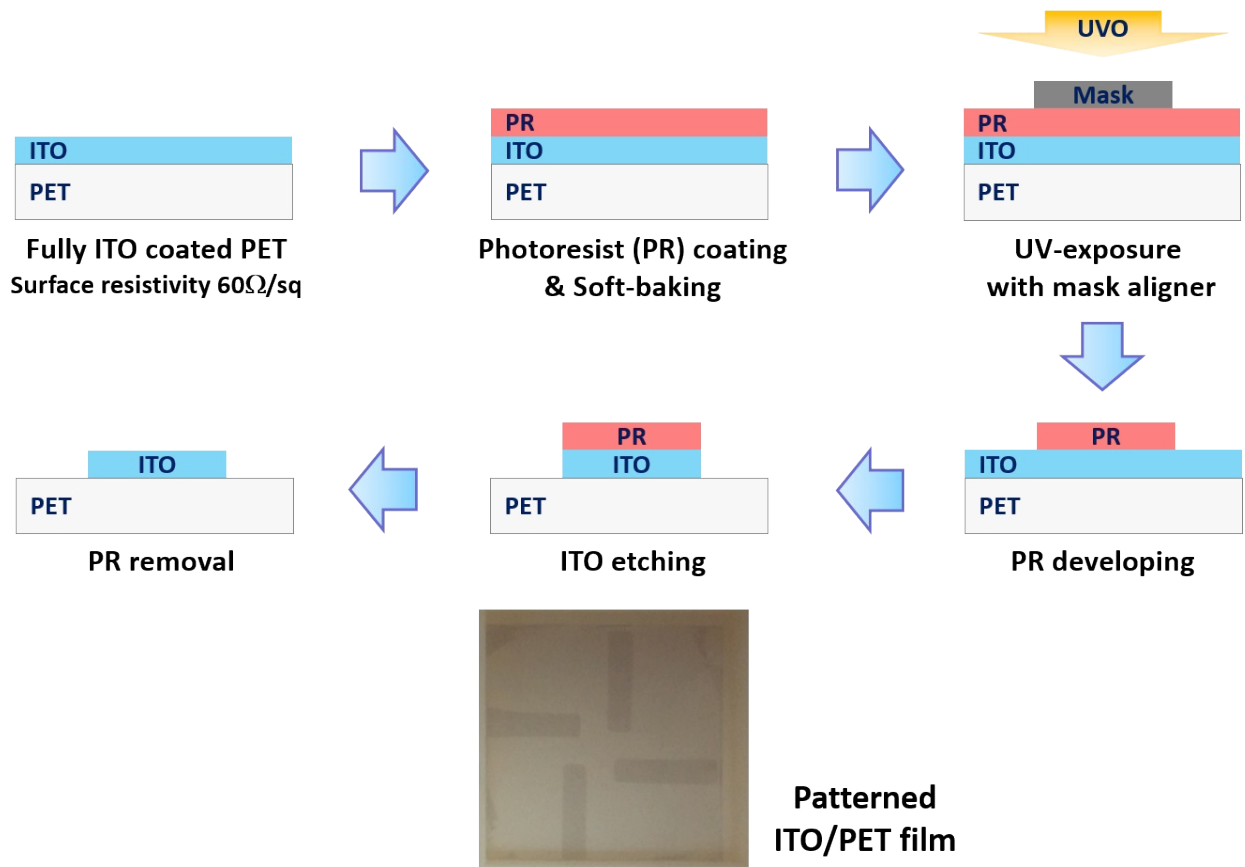 ITO
PET
Fully ITO coated PET
Surface resistivity 60Ω/sq
PR
ITO
PET
Photoresist (PR) coating
& Soft-baking
UVO
Mask
PR
ITO
PET
UV-exposure
with mask aligner
PR
ITO
PET
PR developing
PR
ITO
PET
ITO etching
ITO
PET
PR removal
Patterned
ITO/PET film